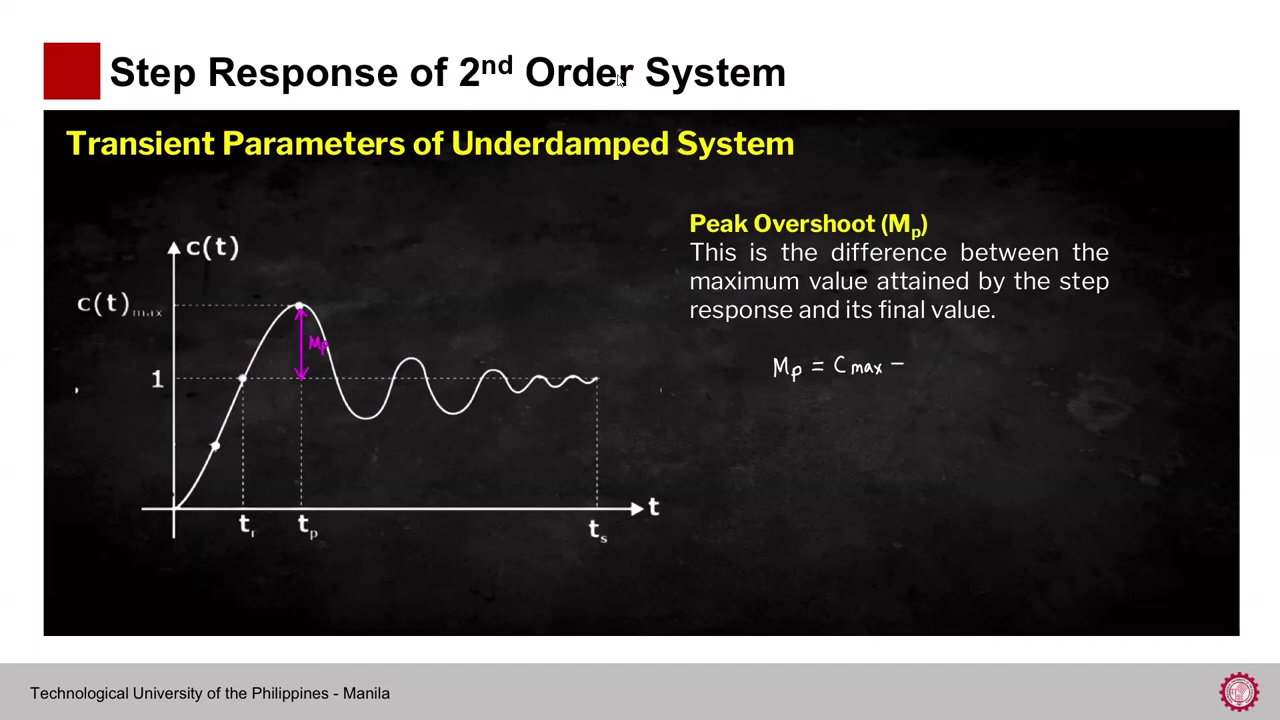 Step Response of 2nd Order System
Transient Parameters of Underdamped System
Peak Overshoot (Mp)
This is the difference between the
maximum value attained by the step
response and its final value.
Mp = Cmax −
c(t)
c(t)max
Mp
1
t
tr
tp
ts
Technological University of the Philippines - Manila